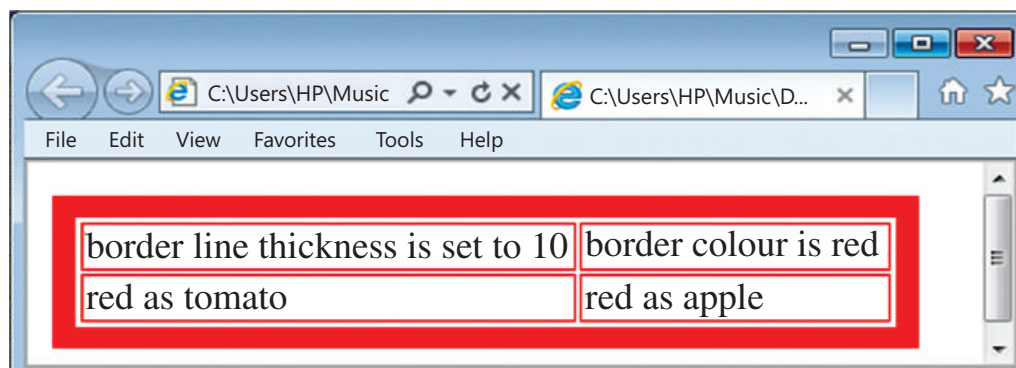 C:\Users\HP\Music
C:\Users\HP\Music\D...
File Edit View Favorites Tools Help
border line thickness is set to 10 border colour is red
red as tomato red as apple